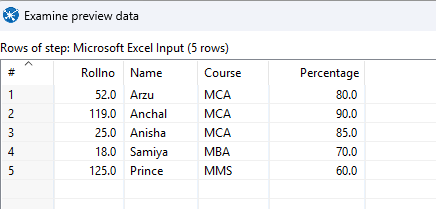 Examine preview data
Rows of step: Microsoft Excel Input (5 rows)
# Rollno Name Course Percentage
1 52.0 Arzu MCA 80.0
2 119.0 Anchal MCA 90.0
3 25.0 Anisha MCA 85.0
4 18.0 Samiya MBA 70.0
5 125.0 Prince MMS 60.0